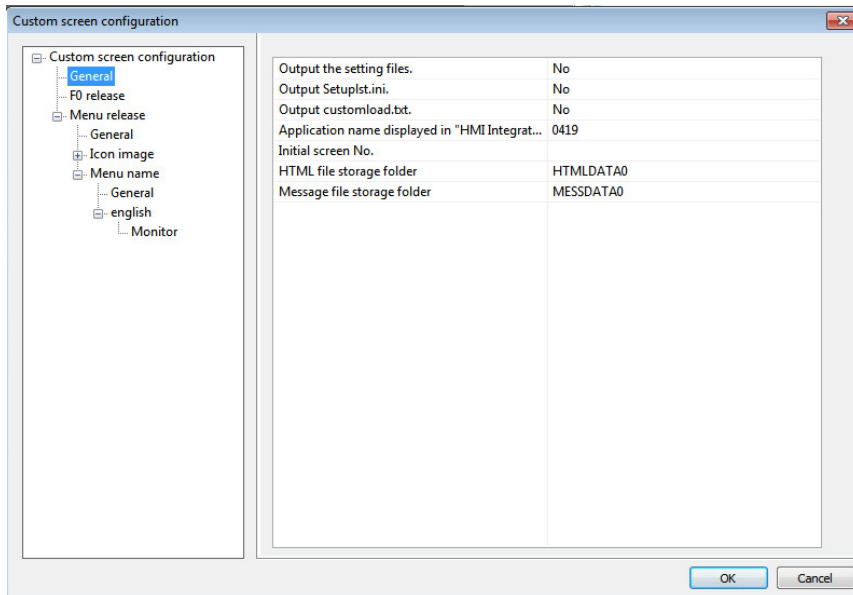 Custom screen configuration
Custom screen configuration
General
F0 release
Menu release
General
Icon image
Menu name
General
english
Monitor
Output the setting files. No
Output Setuplst.ini. No
Output customload.txt. No
Application name displayed in "HMI Integrat... 0419
Initial screen No.
HTML file storage folder HTMLDATA0
Message file storage folder MESSDATA0
OK Cancel